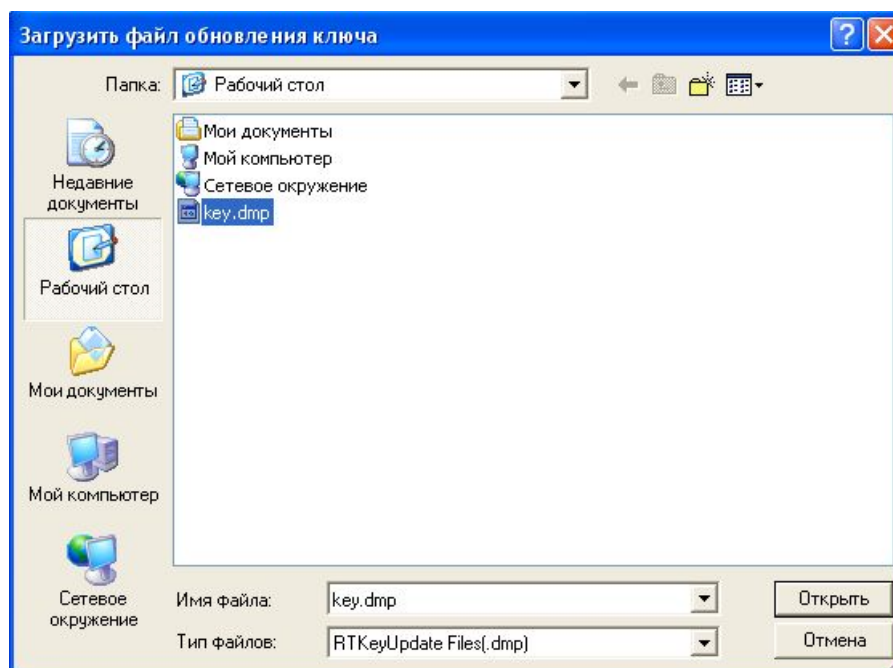 Загрузить файл обновления ключа
Папка: Рабочий стол
Мои документы
Мой компьютер
Сетевое окружение
key.dmp
Недавние
документы
Рабочий стол
Мои документы
Мой компьютер
Сетевое
окружение
Имя файла: key.dmp Открыть
Тип файлов: RTKeyUpdate Files(.dmp) Отмена